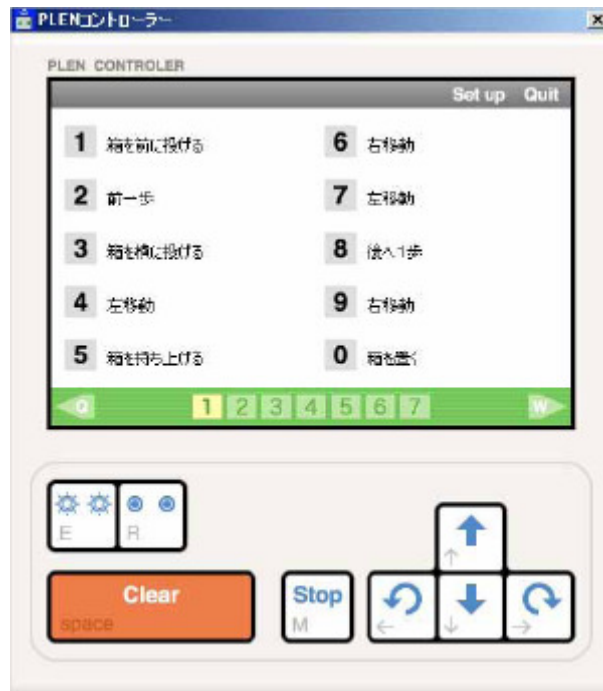 PLENコントローラー
PLEN CONTROLER
Set up Quit
1 箱を前に投げる
2 前一歩
3 箱を横に投げる
4 左移動
5 箱を持ち上げる
6 右移動
7 左移動
8 後へ1歩
9 右移動
0 箱を置く
Q 1 2 3 4 5 6 7 W
E R
↑
Clear
space
Stop
M
← ↓ →